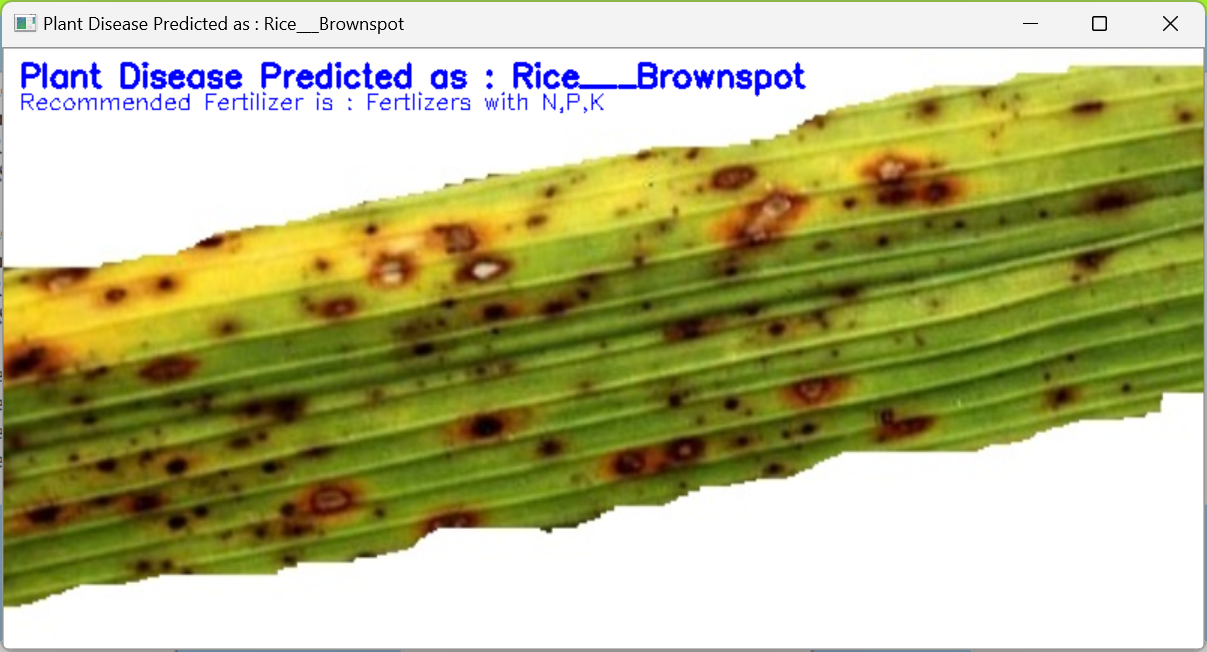 Plant Disease Predicted as : Rice___Brownspot
Plant Disease Predicted as : Rice___Brownspot
Recommended Fertilizer is : Fertlizers with N,P,K